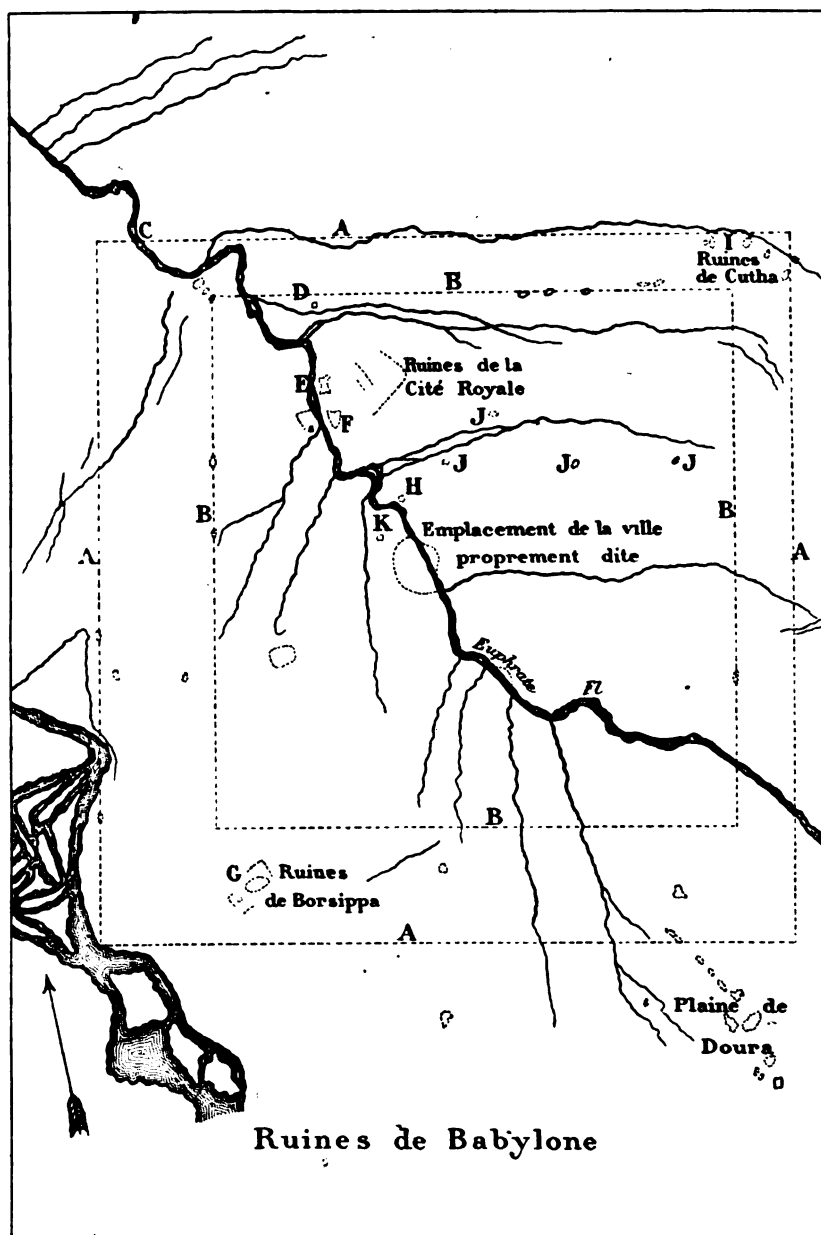 C
A
I
Ruines
de Cutha
D
B
Ruines de la
Cité Royale
E
F
J
J
J
J
H
B
K
B
Emplacement de la ville
proprement dite
A
A
Euphrate Fl
B
G Ruines
de Borsippa
A
Plaine de
Doura
Ruines de Babylone